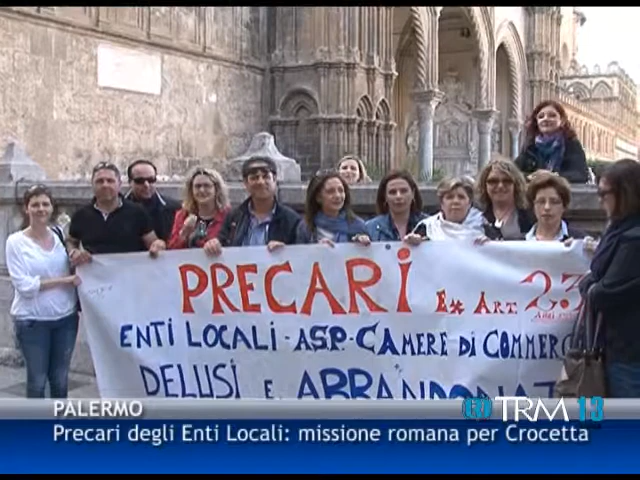 PRECARI Ex ART. 23
ENTI LOCALI - ASP - CAMERE DI COMMERCIO
DELUSI E ABBANDONATI
PALERMO
TRM 13
Precari degli Enti Locali: missione romana per Crocetta